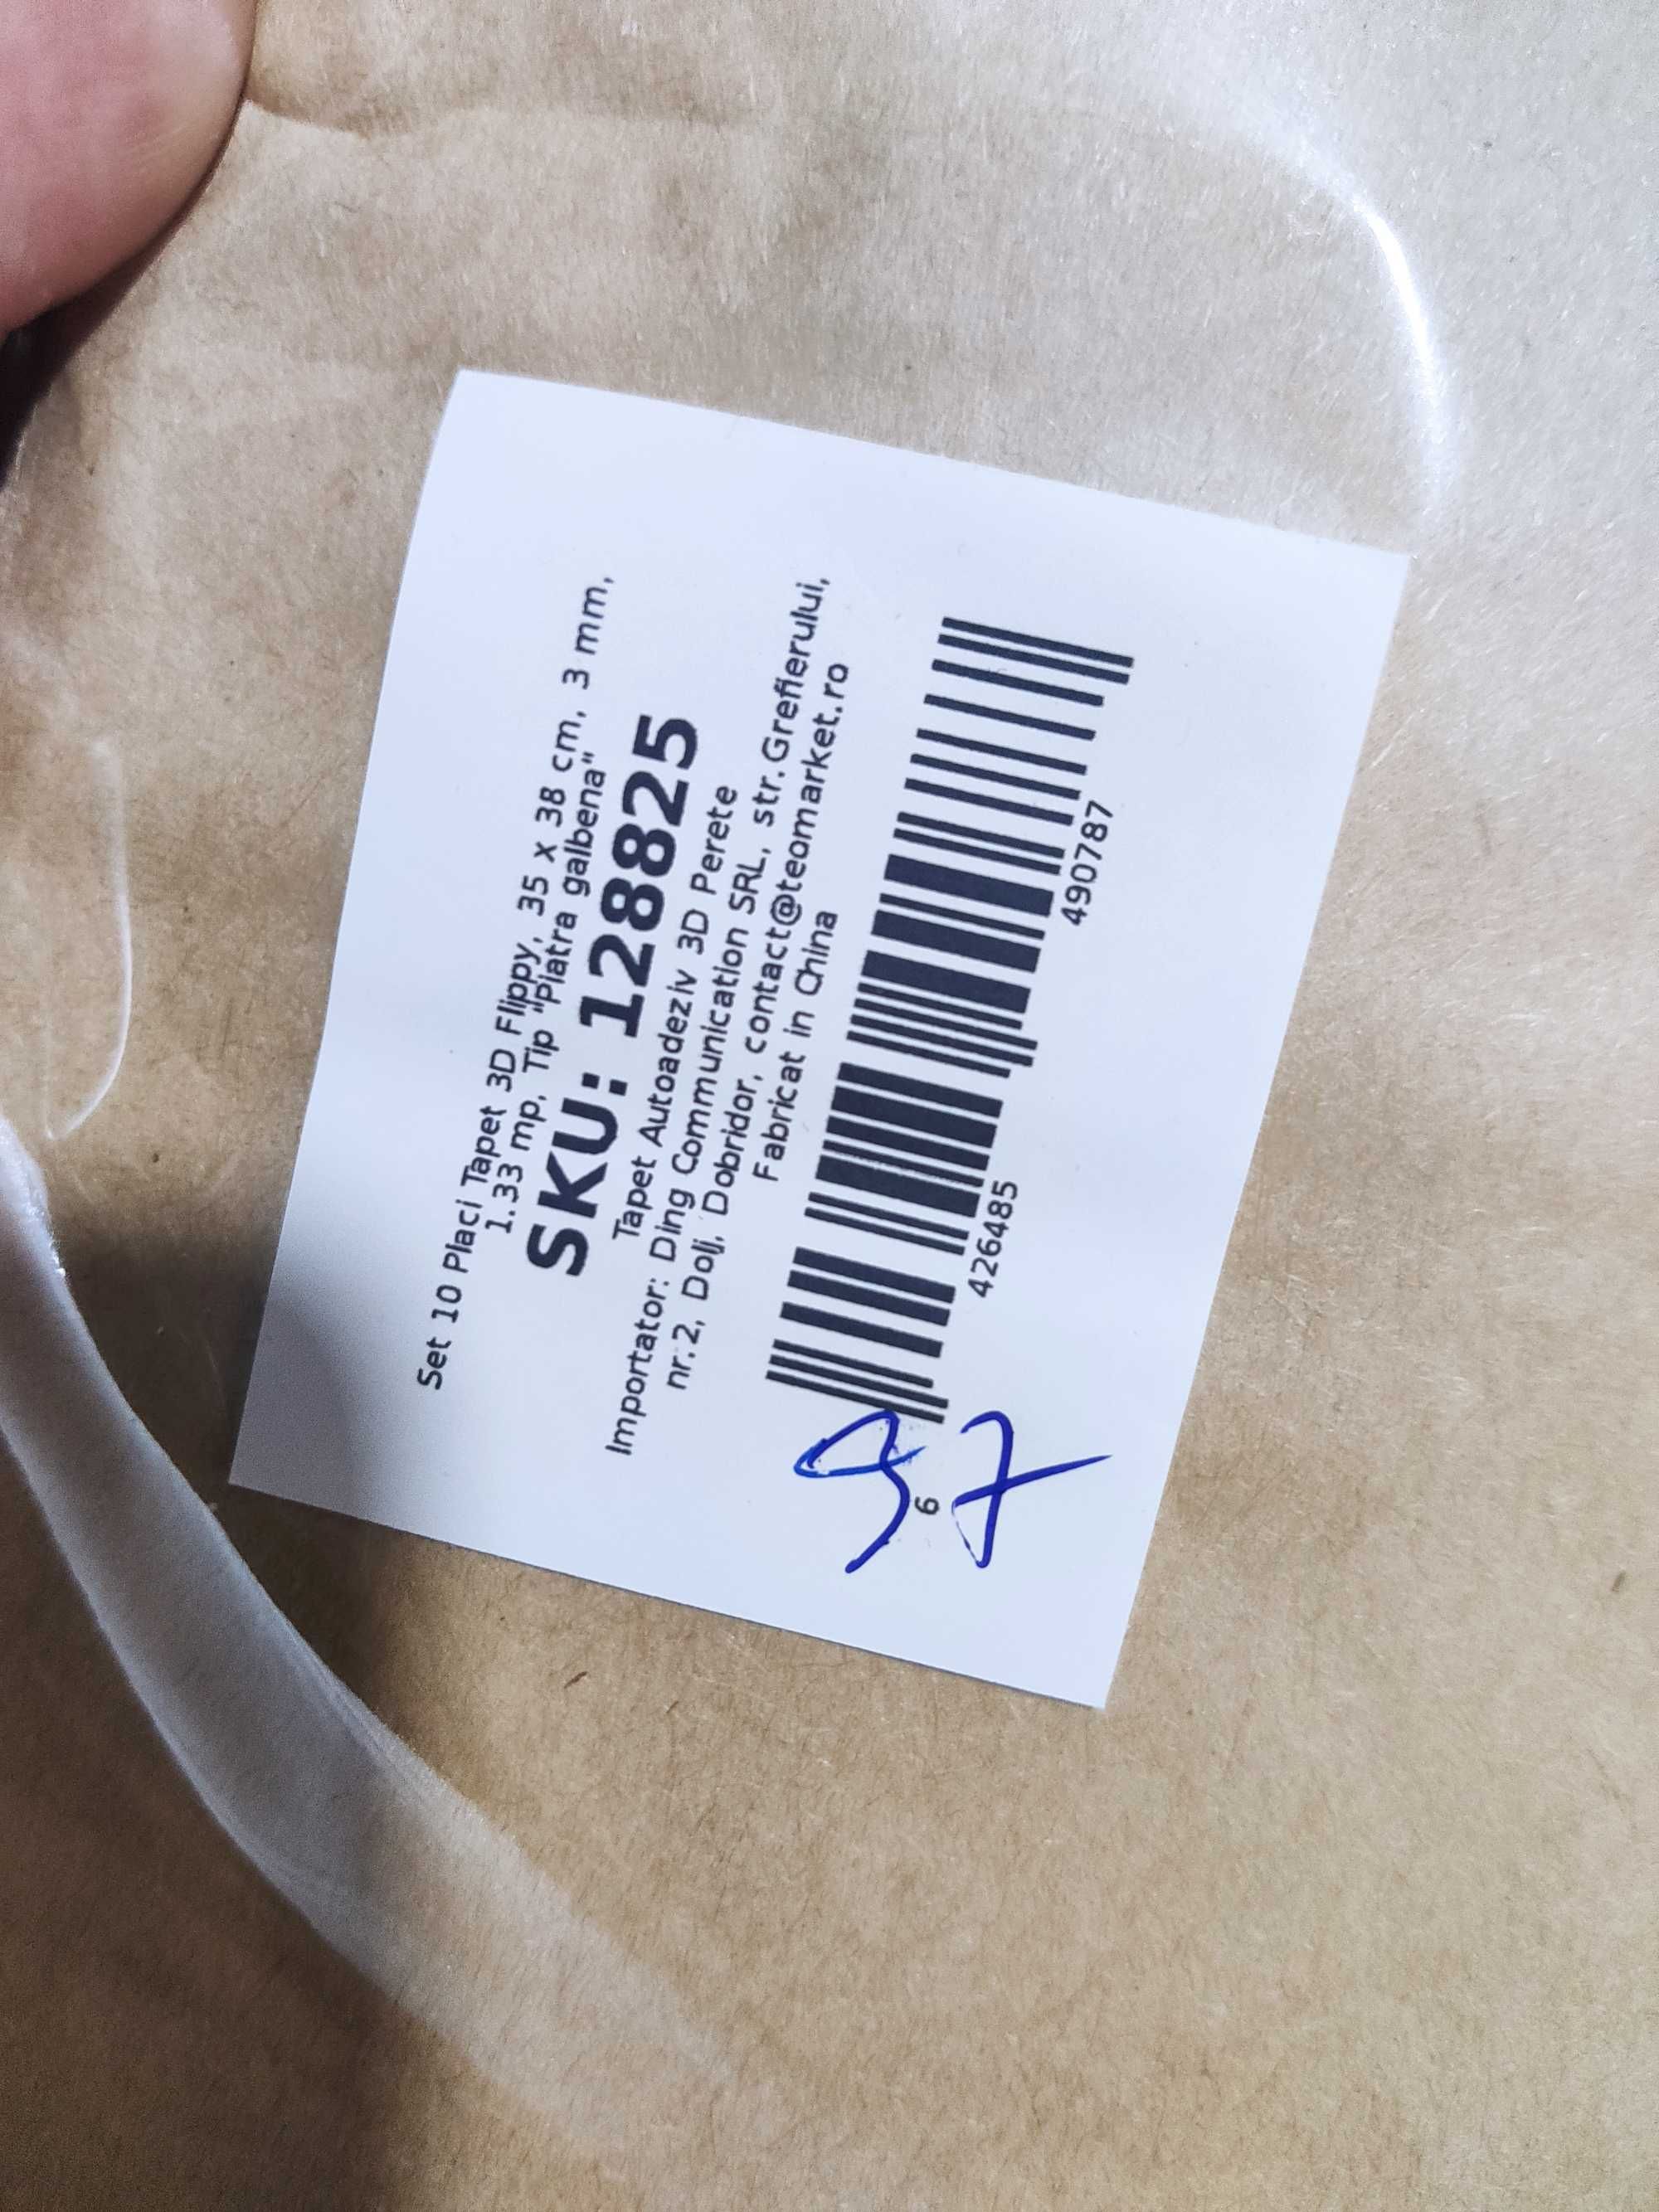 Set 10 Placi Tapet 3D Flippy, 35 x 38 cm, 3 mm,
1.33 mp, Tip "Piatra galbena"
SKU: 128825
Tapet Autoadeziv 3D Perete
Importator: Ding Communication SRL, str.Grefierului,
nr.2, Dolj, Dobridor, contact@teomarket.ro
Fabricat in China
6 426485 490787